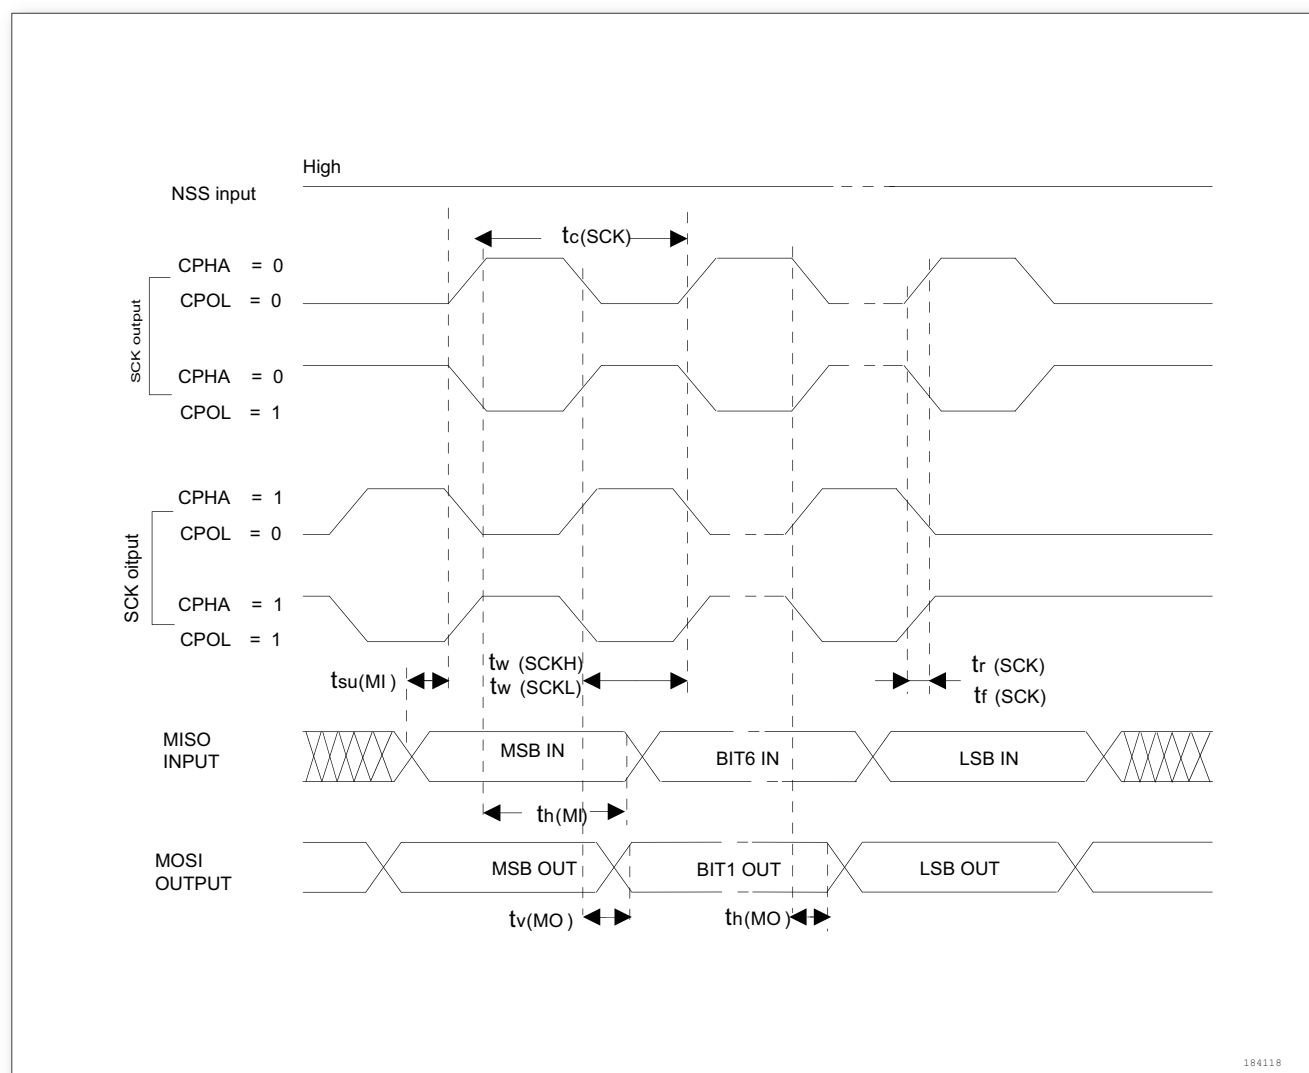 High
NSS input
tc(SCK)
CPHA = 0
CPOL = 0
SCK output
CPHA = 0
CPOL = 1
CPHA = 1
CPOL = 0
SCK oitput
CPHA = 1
CPOL = 1
tsu(MI)
tw (SCKH)
tw (SCKL)
tr (SCK)
tf (SCK)
MISO
INPUT
MSB IN
BIT6 IN
LSB IN
th(MI)
MOSI
OUTPUT
MSB OUT
BIT1 OUT
LSB OUT
tv(MO)
th(MO)
184118